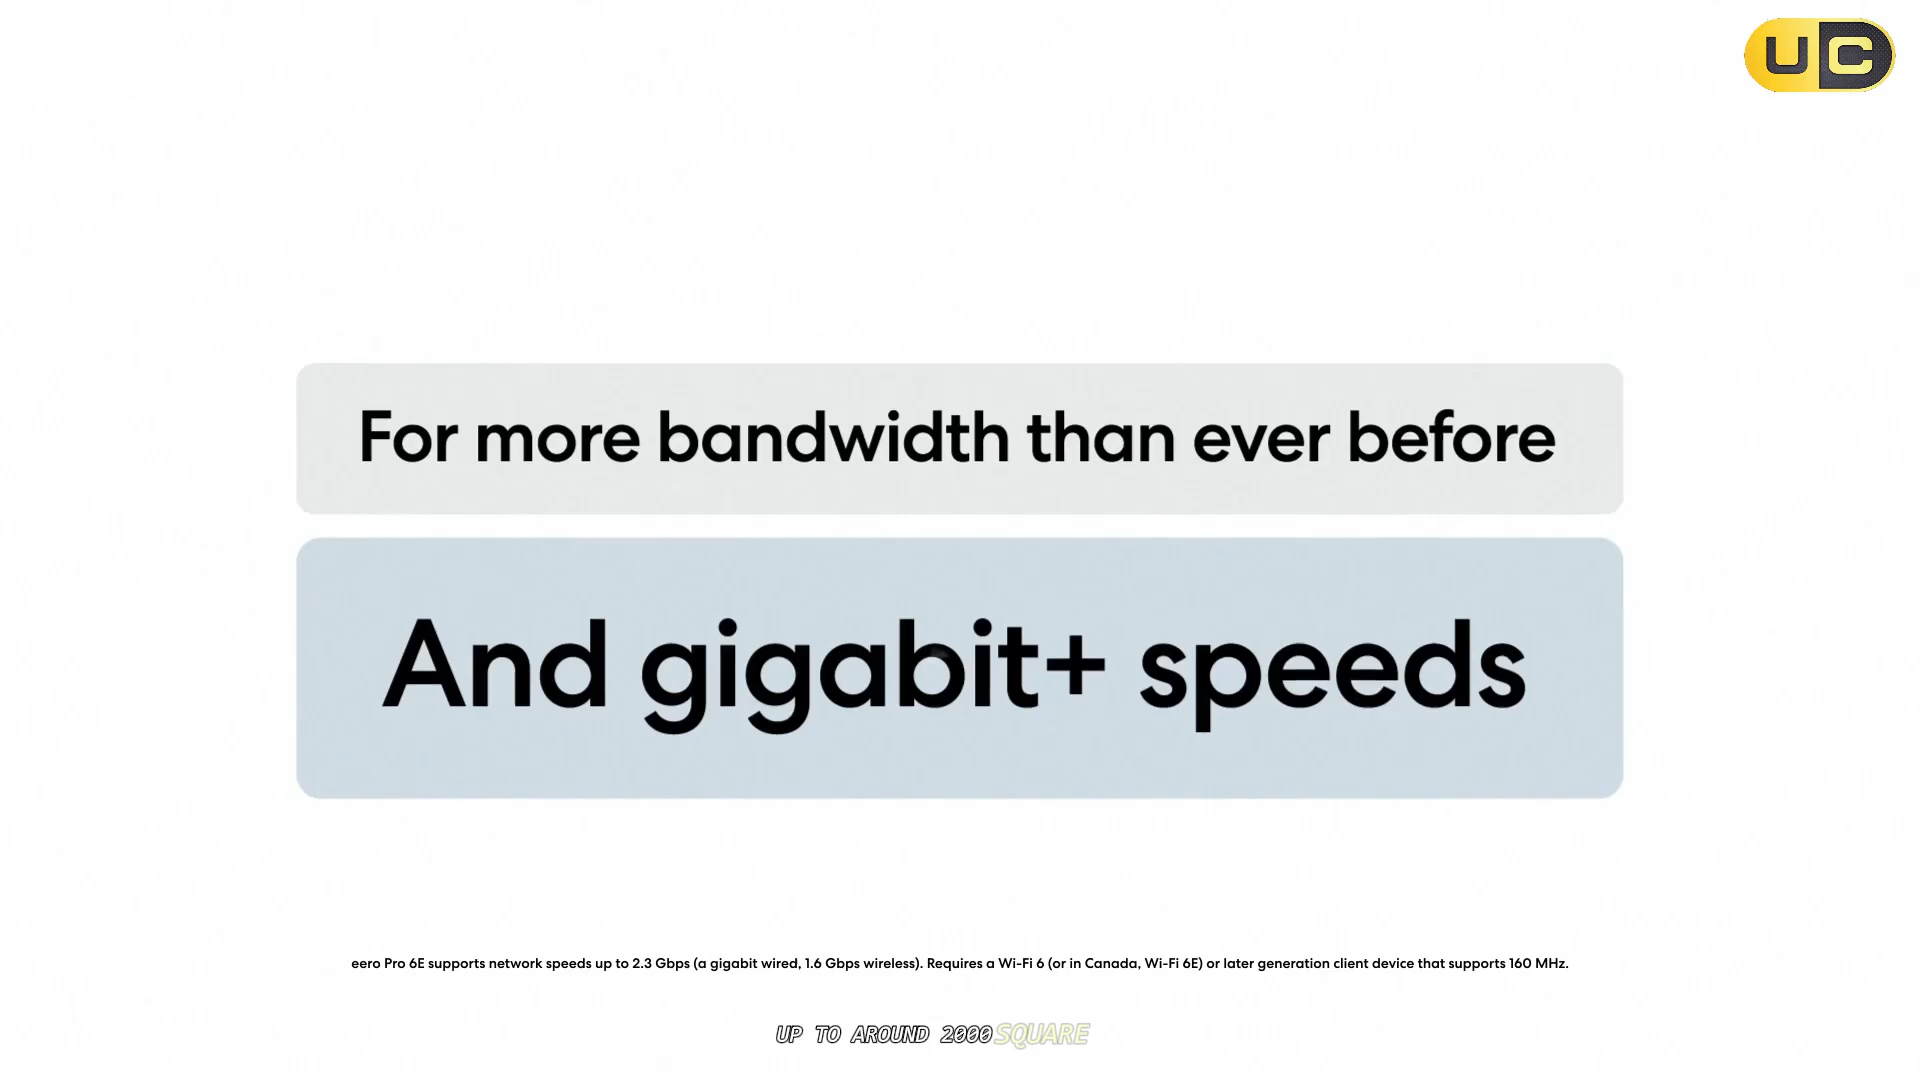 UC
For more bandwidth than ever before
And gigabit+ speeds
eero Pro 6E supports network speeds up to 2.3 Gbps (a gigabit wired, 1.6 Gbps wireless). Requires a Wi-Fi 6 (or in Canada, Wi-Fi 6E) or later generation client device that supports 160 MHz.
UP TO AROUND 2000 SQUARE